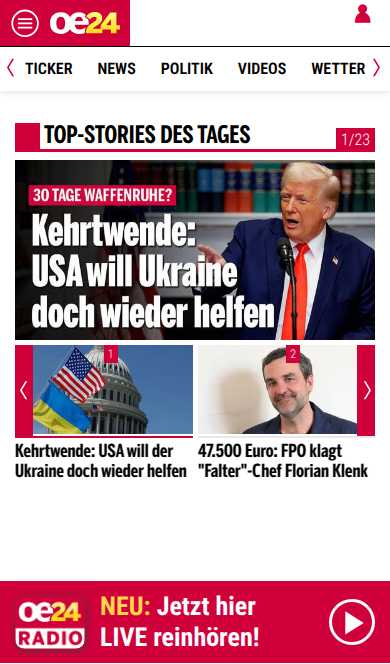 oe24
TICKER NEWS POLITIK VIDEOS WETTER
TOP-STORIES DES TAGES
1/23
30 TAGE WAFFENRUHE?
Kehrtwende:
USA will Ukraine
doch wieder helfen
1
2
Kehrtwende: USA will der
Ukraine doch wieder helfen
47.500 Euro: FPO klagt
"Falter"-Chef Florian Klenk
oe24
RADIO
NEU: Jetzt hier
LIVE reinhören!